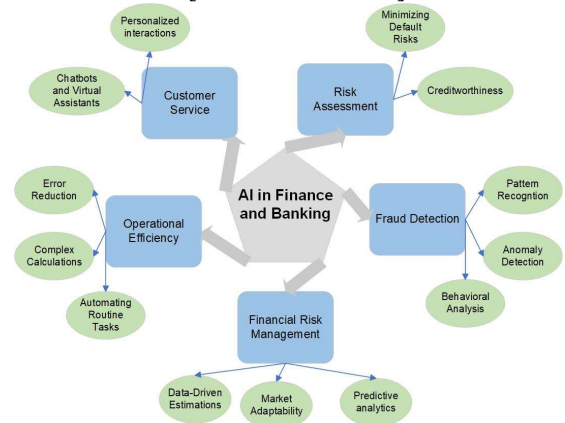 Personalized
interactions
Chatbots
and Virtual
Assistants
Customer
Service
Minimizing
Default
Risks
Risk
Assessment
Creditworthiness
AI in Finance
and Banking
Error
Reduction
Complex
Calculations
Automating
Routine
Tasks
Operational
Efficiency
Fraud Detection
Pattern
Recogntion
Anomaly
Detection
Behavioral
Analysis
Financial Risk
Management
Data-Driven
Estimations
Market
Adaptability
Predictive
analytics